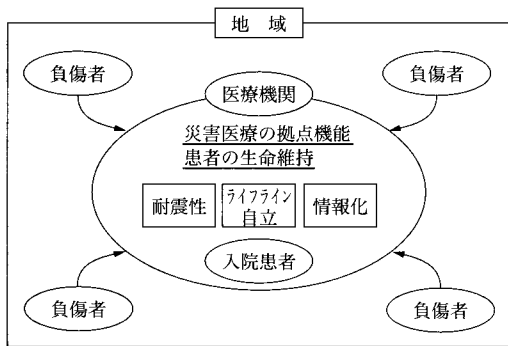 地 域
負傷者
負傷者
医療機関
災害医療の拠点機能
患者の生命維持
耐震性
ライフライン
自立
情報化
入院患者
負傷者
負傷者